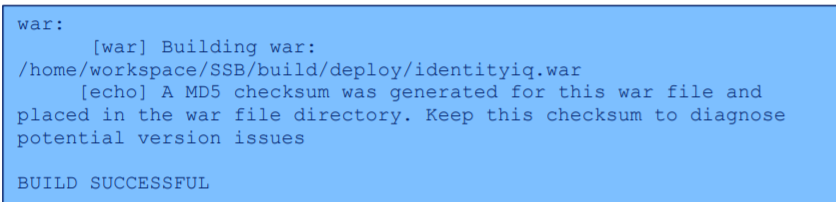 war:
[war] Building war:
/home/workspace/SSB/build/deploy/identityiq.war
[echo] A MD5 checksum was generated for this war file and
placed in the war file directory. Keep this checksum to diagnose
potential version issues
BUILD SUCCESSFUL